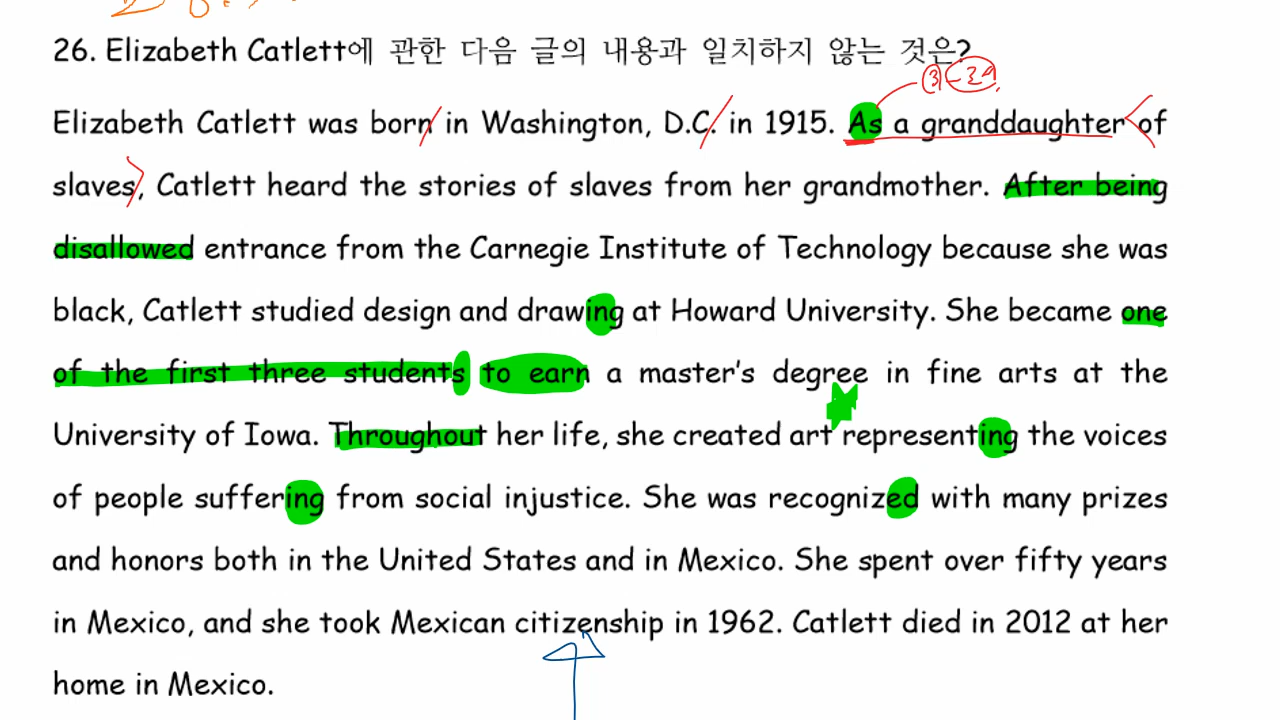 26. Elizabeth Catlett에 관한 다음 글의 내용과 일치하지 않는 것은?
③
Elizabeth Catlett was born in Washington, D.C. in 1915. As a granddaughter of
slaves, Catlett heard the stories of slaves from her grandmother. After being
disallowed entrance from the Carnegie Institute of Technology because she was
black, Catlett studied design and drawing at Howard University. She became one
of the first three students to earn a master's degree in fine arts at the
University of Iowa. Throughout her life, she created art representing the voices
of people suffering from social injustice. She was recognized with many prizes
and honors both in the United States and in Mexico. She spent over fifty years
in Mexico, and she took Mexican citizenship in 1962. Catlett died in 2012 at her
home in Mexico.